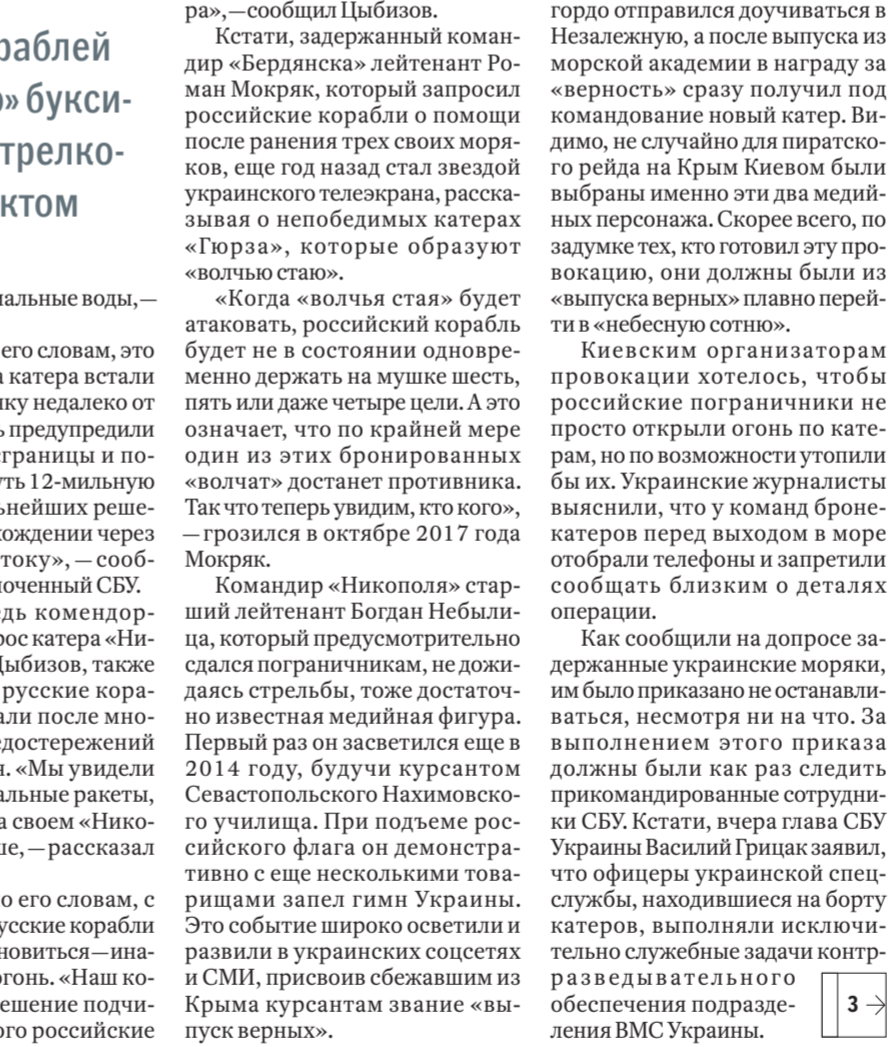 раблей
» букси-
трелко-
ктом
альные воды,—
его словам, это
катера встали
ку недалеко от
предупредили
границы и по-
уть 12-мильную
ьнейших реше-
ождении через
току», — сооб-
оченный СБУ.
дь комендор-
рос катера «Ни-
Цыбизов, также
русские кора-
али после мно-
едостережений
я. «Мы увидели
альные ракеты,
а своем «Нико-
ше, — рассказал
о его словам, с
усские корабли
новиться—ина-
огонь. «Наш ко-
ешение подчи-
ого российские
ра»,—сообщил Цыбизов.
Кстати, задержанный коман-
дир «Бердянска» лейтенант Ро-
ман Мокряк, который запросил
российские корабли о помощи
после ранения трех своих моря-
ков, еще год назад стал звездой
украинского телеэкрана, расска-
зывая о непобедимых катерах
«Гюрза», которые образуют
«волчью стаю».
«Когда «волчья стая» будет
атаковать, российский корабль
будет не в состоянии одновре-
менно держать на мушке шесть,
пять или даже четыре цели. А это
означает, что по крайней мере
один из этих бронированных
«волчат» достанет противника.
Так что теперь увидим, кто кого»,
— грозился в октябре 2017 года
Мокряк.
Командир «Никополя» стар-
ший лейтенант Богдан Небыли-
ца, который предусмотрительно
сдался пограничникам, не дожи-
даясь стрельбы, тоже достаточ-
но известная медийная фигура.
Первый раз он засветился еще в
2014 году, будучи курсантом
Севастопольского Нахимовско-
го училища. При подъеме рос-
сийского флага он демонстра-
тивно с еще несколькими това-
рищами запел гимн Украины.
Это событие широко осветили и
развили в украинских соцсетях
и СМИ, присвоив сбежавшим из
Крыма курсантам звание «вы-
пуск верных».
гордо отправился доучиваться в
Незалежную, а после выпуска из
морской академии в награду за
«верность» сразу получил под
командование новый катер. Ви-
димо, не случайно для пиратско-
го рейда на Крым Киевом были
выбраны именно эти два медий-
ных персонажа. Скорее всего, по
задумке тех, кто готовил эту про-
вокацию, они должны были из
«выпуска верных» плавно перей-
ти в «небесную сотню».
Киевским организаторам
провокации хотелось, чтобы
российские пограничники не
просто открыли огонь по кате-
рам, но по возможности утопили
бы их. Украинские журналисты
выяснили, что у команд броне-
катеров перед выходом в море
отобрали телефоны и запретили
сообщать близким о деталях
операции.
Как сообщили на допросе за-
держанные украинские моряки,
им было приказано не останавли-
ваться, несмотря ни на что. За
выполнением этого приказа
должны были как раз следить
прикомандированные сотрудни-
ки СБУ. Кстати, вчера глава СБУ
Украины Василий Грицак заявил,
что офицеры украинской спец-
службы, находившиеся на борту
катеров, выполняли исключи-
тельно служебные задачи контр-
разведывательного
обеспечения подразде-
ления ВМС Украины.
3 →